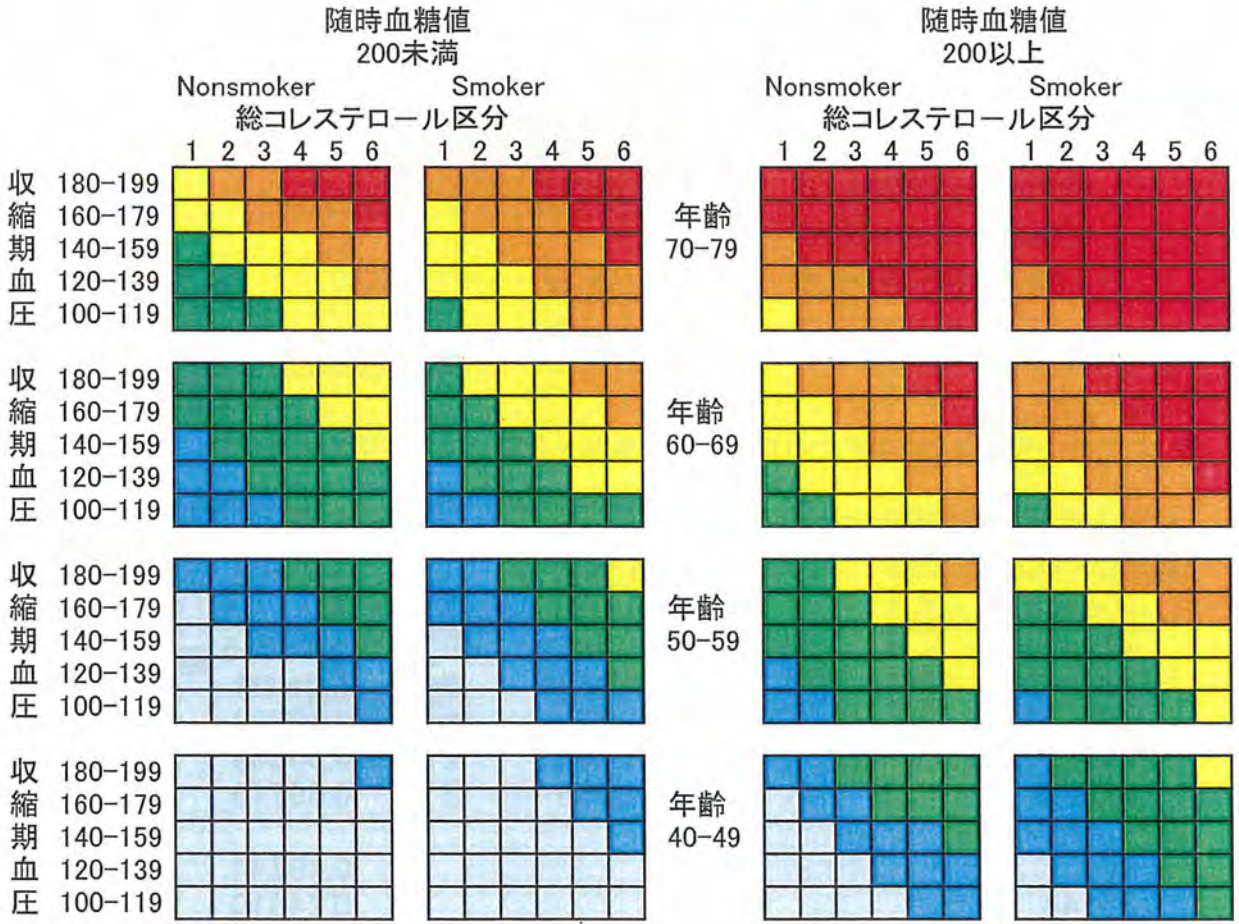 随時血糖値
200未満
随時血糖値
200以上
Nonsmoker Smoker
Nonsmoker Smoker
総コレステロール区分
総コレステロール区分
1 2 3 4 5 6
1 2 3 4 5 6
1 2 3 4 5 6
1 2 3 4 5 6
収 180-199
縮 160-179
期 140-159
血 120-139
圧 100-119
年齢
70-79
収 180-199
縮 160-179
期 140-159
血 120-139
圧 100-119
年齢
60-69
収 180-199
縮 160-179
期 140-159
血 120-139
圧 100-119
年齢
50-59
収 180-199
縮 160-179
期 140-159
血 120-139
圧 100-119
年齢
40-49